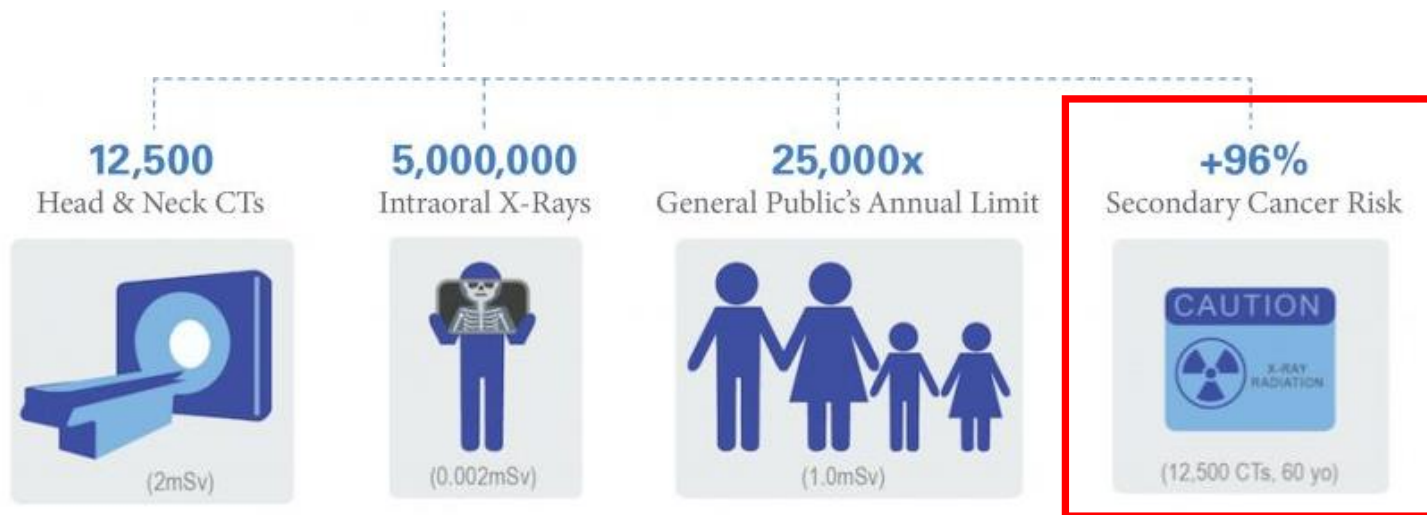 12,500
Head & Neck CTs
(2mSv)
5,000,000
Intraoral X-Rays
(0.002mSv)
25,000x
General Public's Annual Limit
(1.0mSv)
+96%
Secondary Cancer Risk
CAUTION
X-RAY
RADIATION
(12,500 CTs, 60 yo)